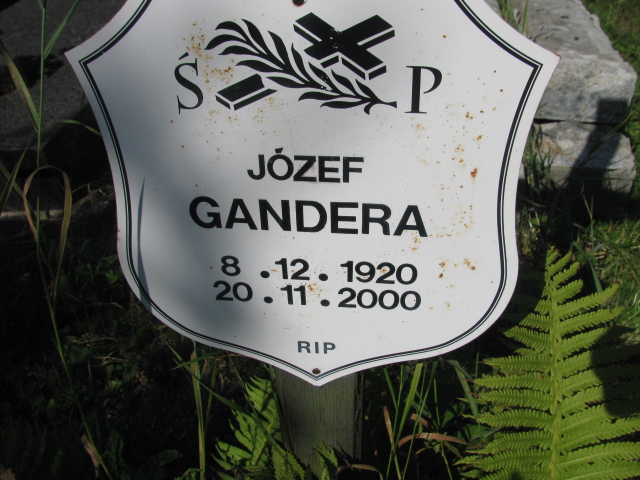 Ś P
JÓZEF
GANDERA
8 . 12 . 1920
20 . 11 . 2000
RIP